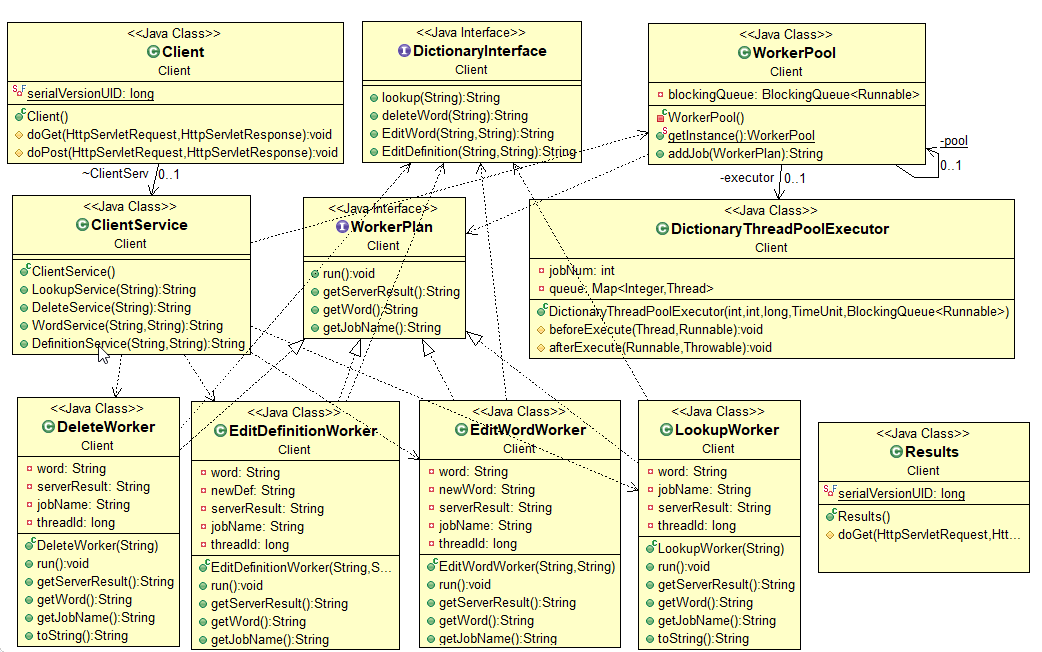 <<Java Class>>
Client
Client
serialVersionUID: long
Client()
doGet(HttpServletRequest,HttpServletResponse):void
doPost(HttpServletRequest,HttpServletResponse):void
<<Java Interface>>
DictionaryInterface
Client
lookup(String):String
deleteWord(String):String
EditWord(String,String):String
EditDefinition(String,String):String
<<Java Class>>
WorkerPool
Client
blockingQueue: BlockingQueue<Runnable>
WorkerPool()
getInstance():WorkerPool
addJob(WorkerPlan):String
-pool
0..1
~ClientServ
0..1
-executor
0..1
<<Java Class>>
ClientService
Client
ClientService()
LookupService(String):String
DeleteService(String):String
WordService(String,String):String
DefinitionService(String,String):String
<<Java Interface>>
WorkerPlan
Client
run():void
getServerResult():String
getWord():String
getJobName():String
<<Java Class>>
DictionaryThreadPoolExecutor
Client
jobNum: int
queue: Map<Integer,Thread>
DictionaryThreadPoolExecutor(int,int,long,TimeUnit,BlockingQueue<Runnable>)
beforeExecute(Thread,Runnable):void
afterExecute(Runnable,Throwable):void
<<Java Class>>
DeleteWorker
Client
word: String
serverResult: String
jobName: String
threadId: long
DeleteWorker(String)
run():void
getServerResult():String
getWord():String
getJobName():String
toString():String
<<Java Class>>
EditDefinitionWorker
Client
word: String
newDef: String
serverResult: String
jobName: String
threadId: long
EditDefinitionWorker(String,S...
run():void
getServerResult():String
getWord():String
getJobName():String
<<Java Class>>
EditWordWorker
Client
word: String
newWord: String
serverResult: String
jobName: String
threadId: long
EditWordWorker(String,String)
run():void
getServerResult():String
getWord():String
getJobName():String
<<Java Class>>
LookupWorker
Client
word: String
jobName: String
serverResult: String
threadId: long
LookupWorker(String)
run():void
getServerResult():String
getWord():String
getJobName():String
toString():String
<<Java Class>>
Results
Client
serialVersionUID: long
Results()
doGet(HttpServletRequest,Htt...